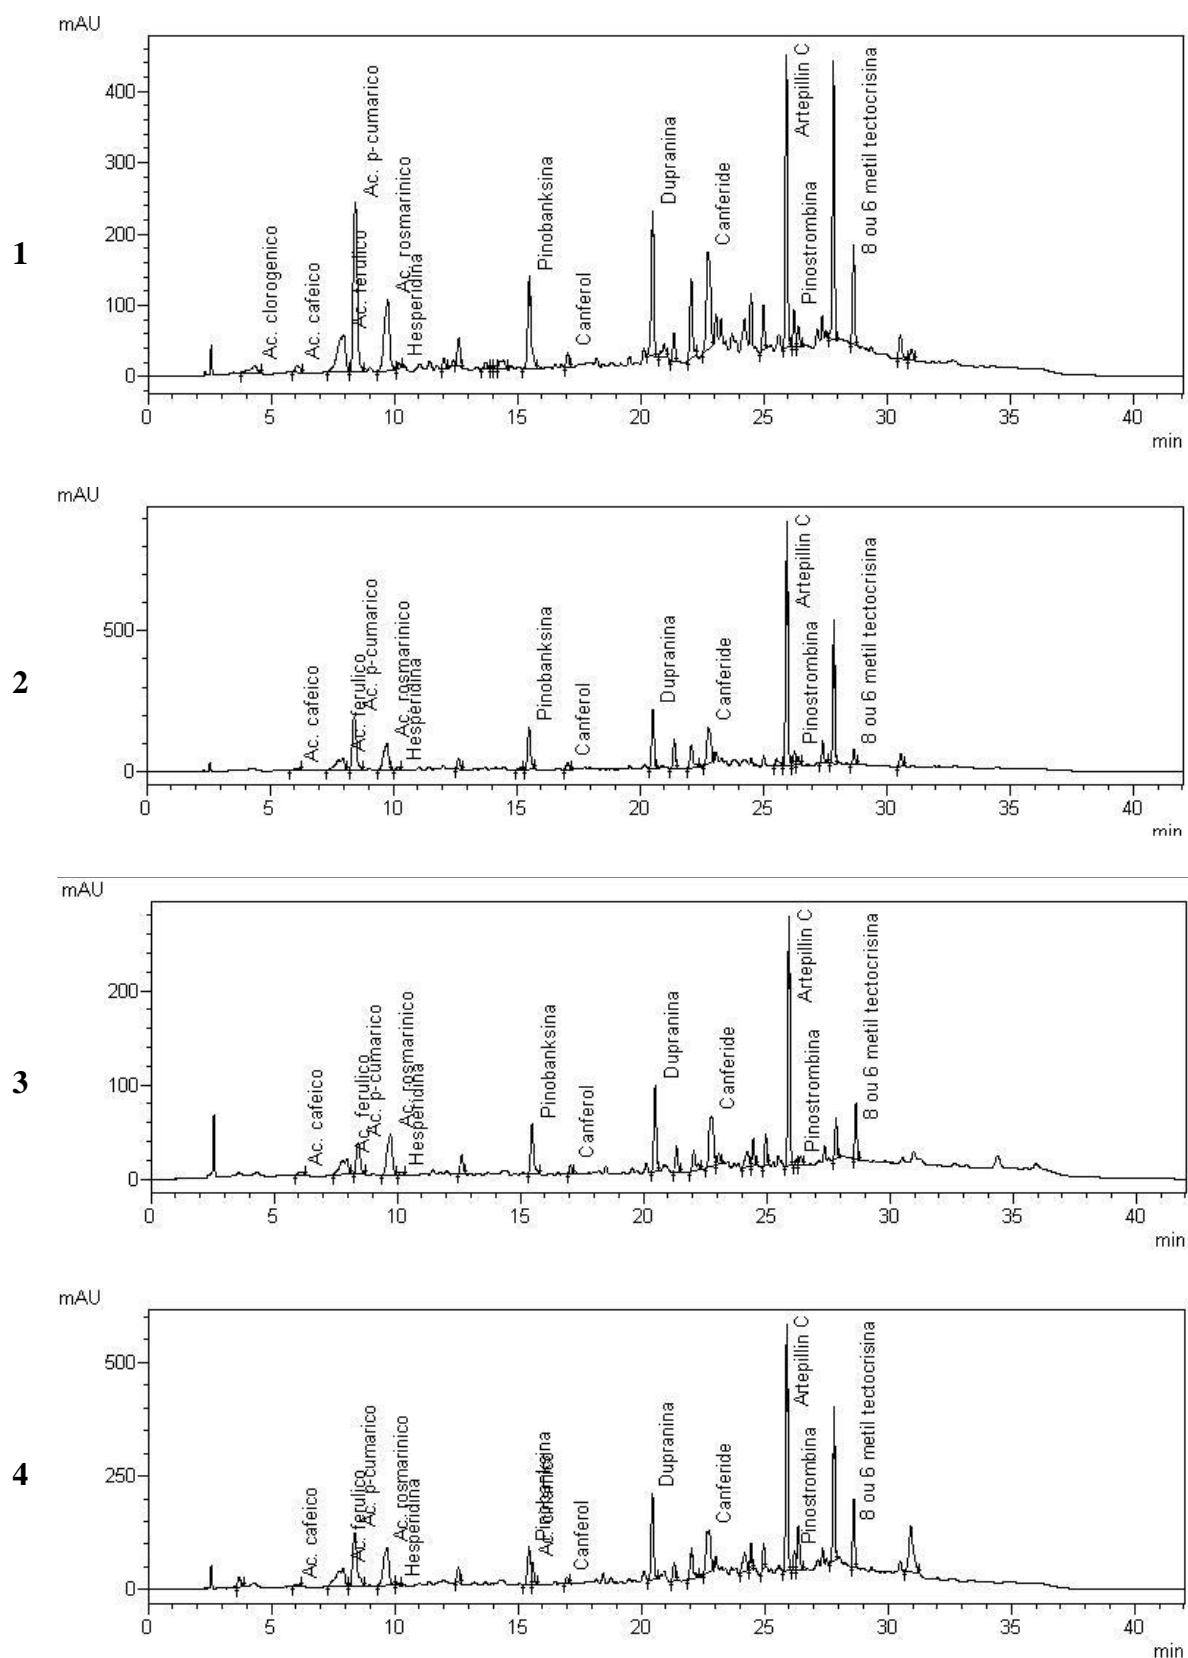 mAU
400
300
200
100
0
1
Ac. clorogenico
Ac. cafeico
Ac. ferulico
Ac. p-cumarico
Ac. rosmarinico
Hesperidina
Pinobanksina
Canferol
Dupranina
Canferide
Artepillin C
Pinostrombina
8 ou 6 metil tectocrisina
0 5 10 15 20 25 30 35 40
min
mAU
500
0
2
Ac. cafeico
Ac. ferulico
Ac. p-cumarico
Ac. rosmarinico
Hesperidina
Pinobanksina
Canferol
Dupranina
Canferide
Artepillin C
Pinostrombina
8 ou 6 metil tectocrisina
0 5 10 15 20 25 30 35 40
min
mAU
200
100
0
3
Ac. cafeico
Ac. ferulico
Ac. p-cumarico
Ac. rosmarinico
Hesperidina
Pinobanksina
Canferol
Dupranina
Canferide
Artepillin C
Pinostrombina
8 ou 6 metil tectocrisina
0 5 10 15 20 25 30 35 40
min
mAU
500
250
0
4
Ac. cafeico
Ac. ferulico
Ac. p-cumarico
Ac. rosmarinico
Hesperidina
Pinobanksina
Ac.
Canferol
Dupranina
Canferide
Artepillin C
Pinostrombina
8 ou 6 metil tectocrisina
0 5 10 15 20 25 30 35 40
min